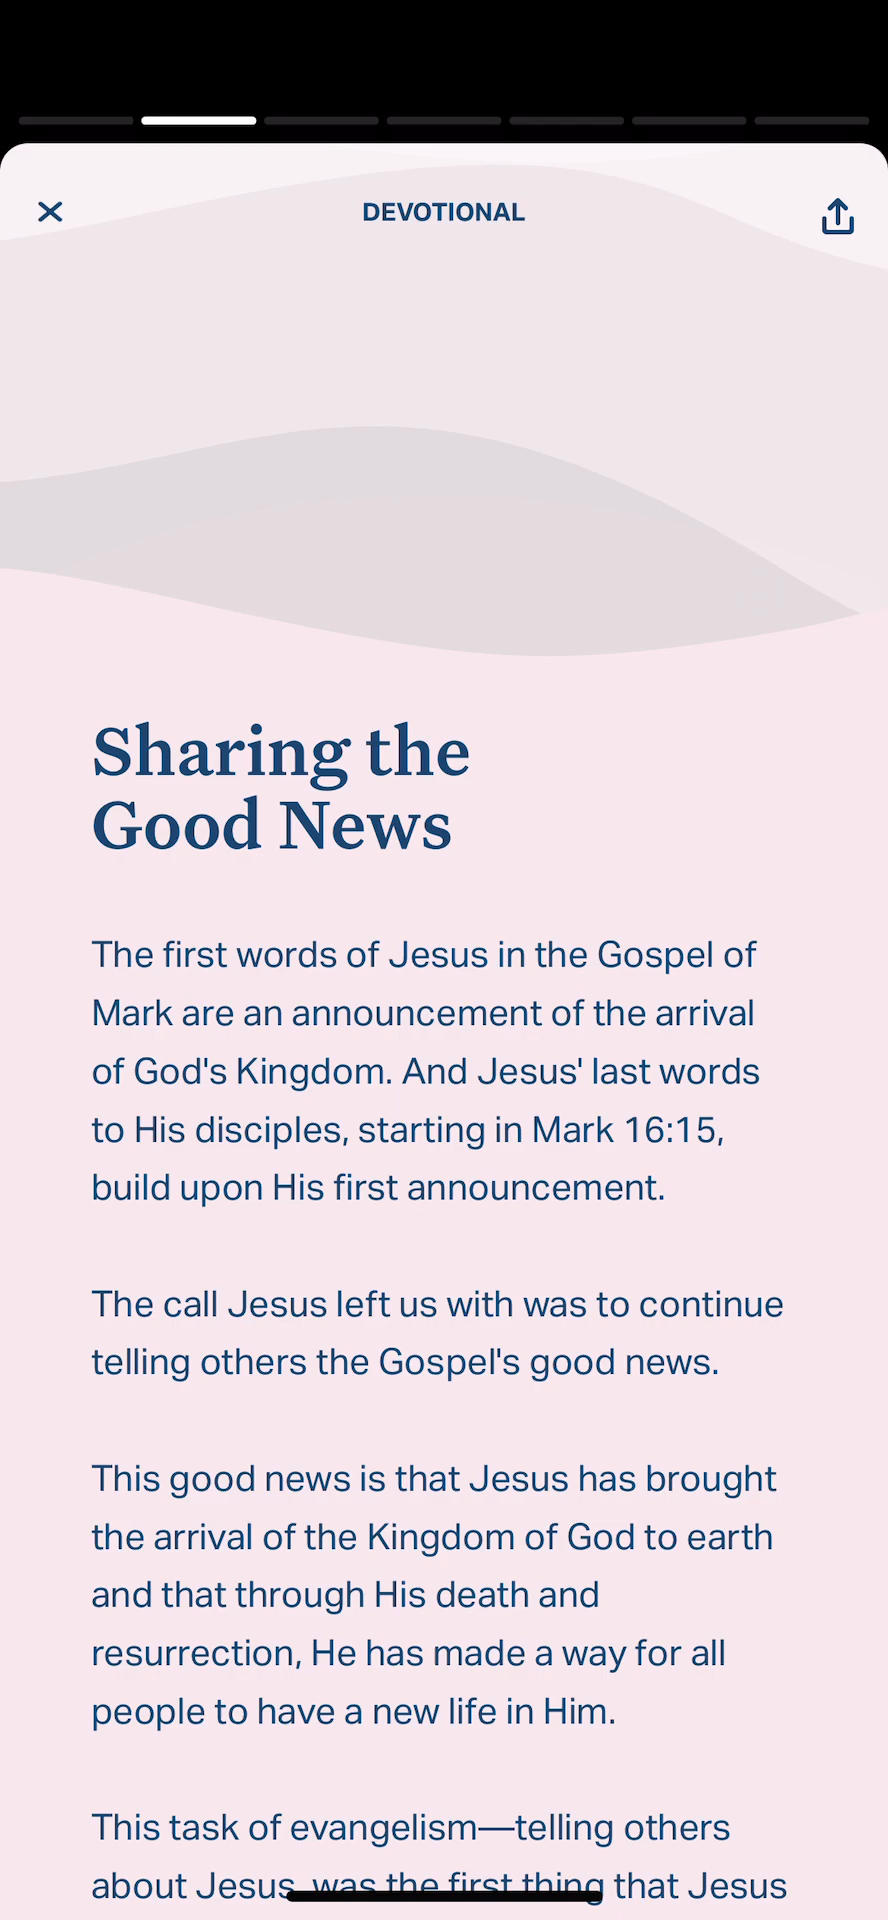 DEVOTIONAL
Sharing the
Good News
The first words of Jesus in the Gospel of
Mark are an announcement of the arrival
of God's Kingdom. And Jesus' last words
to His disciples, starting in Mark 16:15,
build upon His first announcement.
The call Jesus left us with was to continue
telling others the Gospel's good news.
This good news is that Jesus has brought
the arrival of the Kingdom of God to earth
and that through His death and
resurrection, He has made a way for all
people to have a new life in Him.
This task of evangelism—telling others
about Jesus, was the first thing that Jesus